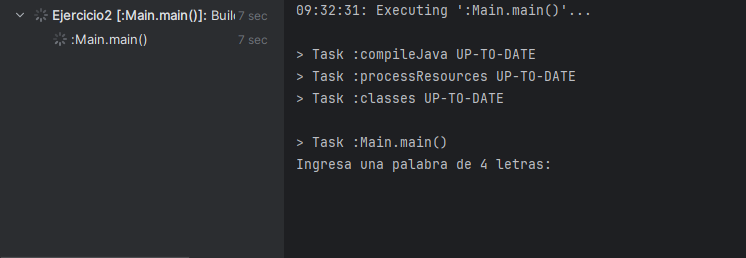 Ejercicio2 [:Main.main()]: Build 7 sec
:Main.main() 7 sec
09:32:31: Executing ':Main.main()'...
> Task :compileJava UP-TO-DATE
> Task :processResources UP-TO-DATE
> Task :classes UP-TO-DATE
> Task :Main.main()
Ingresa una palabra de 4 letras: